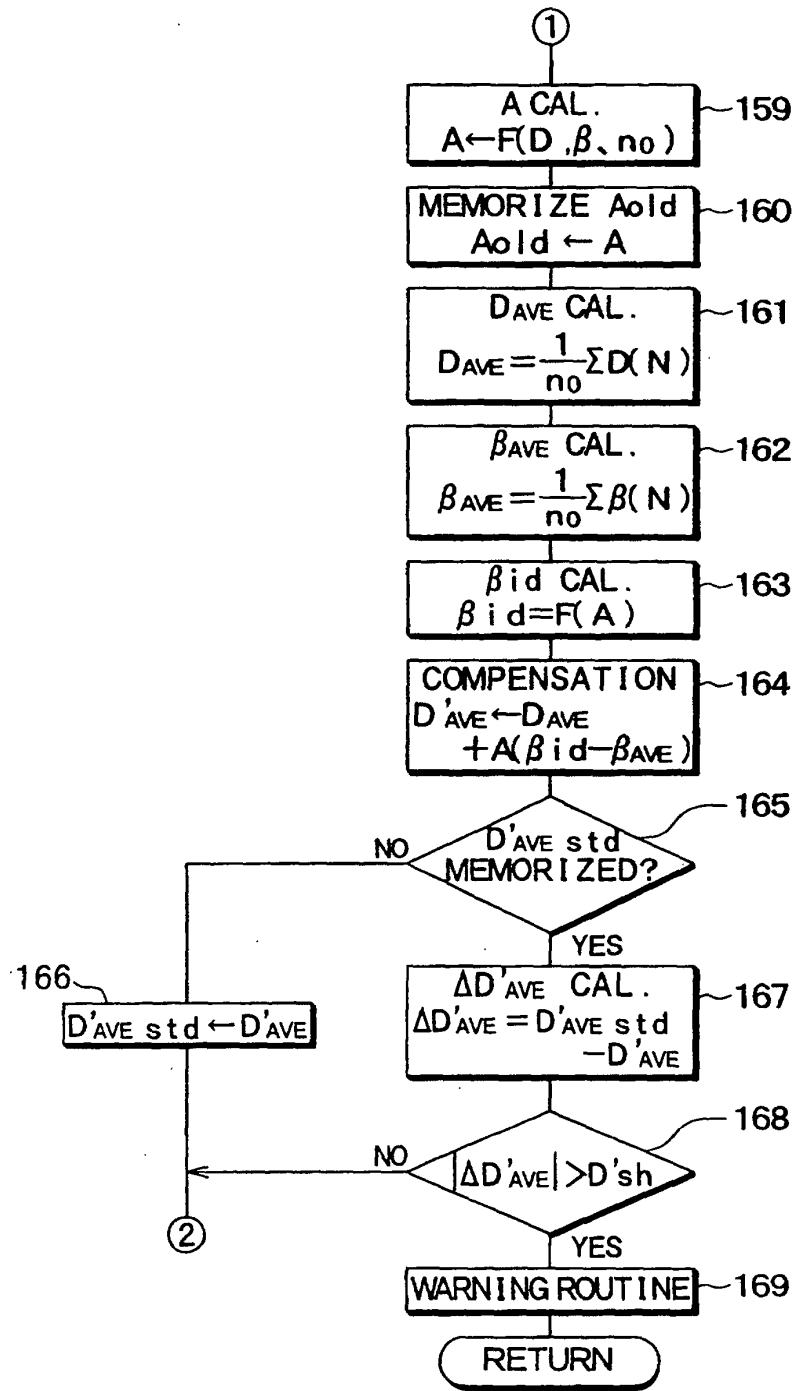 ①
A CAL.
A←F(D ,β、n0)
159
MEMORIZE Aold
Aold ← A
160
DAVE CAL.
DAVE=1/n0 ΣD(N)
161
βAVE CAL.
βAVE=1/n0 Σβ(N)
162
βid CAL.
βid=F(A)
163
COMPENSATION
D'AVE←DAVE
+A(βid-βAVE)
164
165
D'AVE std
MEMORIZED?
NO
YES
166
D'AVE std ← D'AVE
ΔD'AVE CAL.
ΔD'AVE = D'AVE std
-D'AVE
167
168
|ΔD'AVE|>D'sh
NO
②
YES
WARNING ROUTINE
169
RETURN